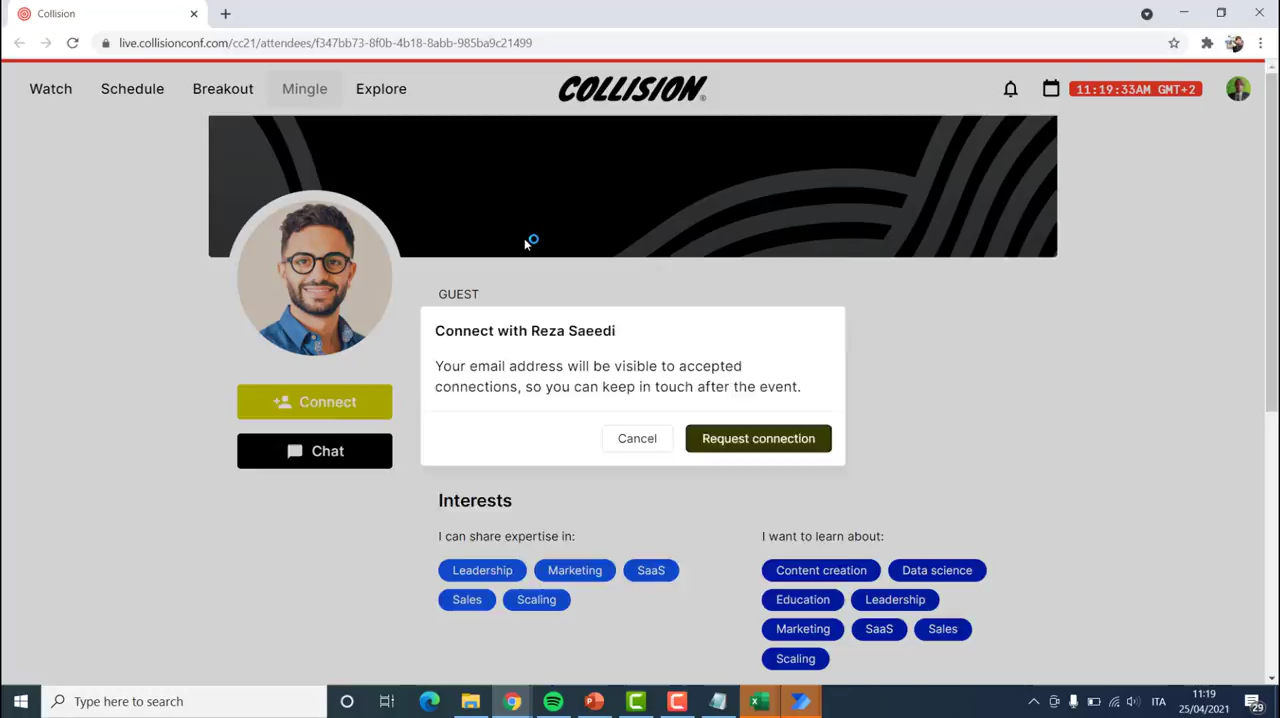 Collision
live.collisionconf.com/cc21/attendees/f347bb73-8f0b-4b18-8abb-985ba9c21499
Watch Schedule Breakout Mingle Explore COLLISION 11:19:33AM GMT+2
GUEST
Connect with Reza Saeedi
Your email address will be visible to accepted
connections, so you can keep in touch after the event.
Cancel Request connection
Connect
Chat
Interests
I can share expertise in: I want to learn about:
Leadership Marketing SaaS Content creation Data science
Sales Scaling Education Leadership
Marketing SaaS Sales
Scaling
Type here to search ITA 11:19
25/04/2021 29